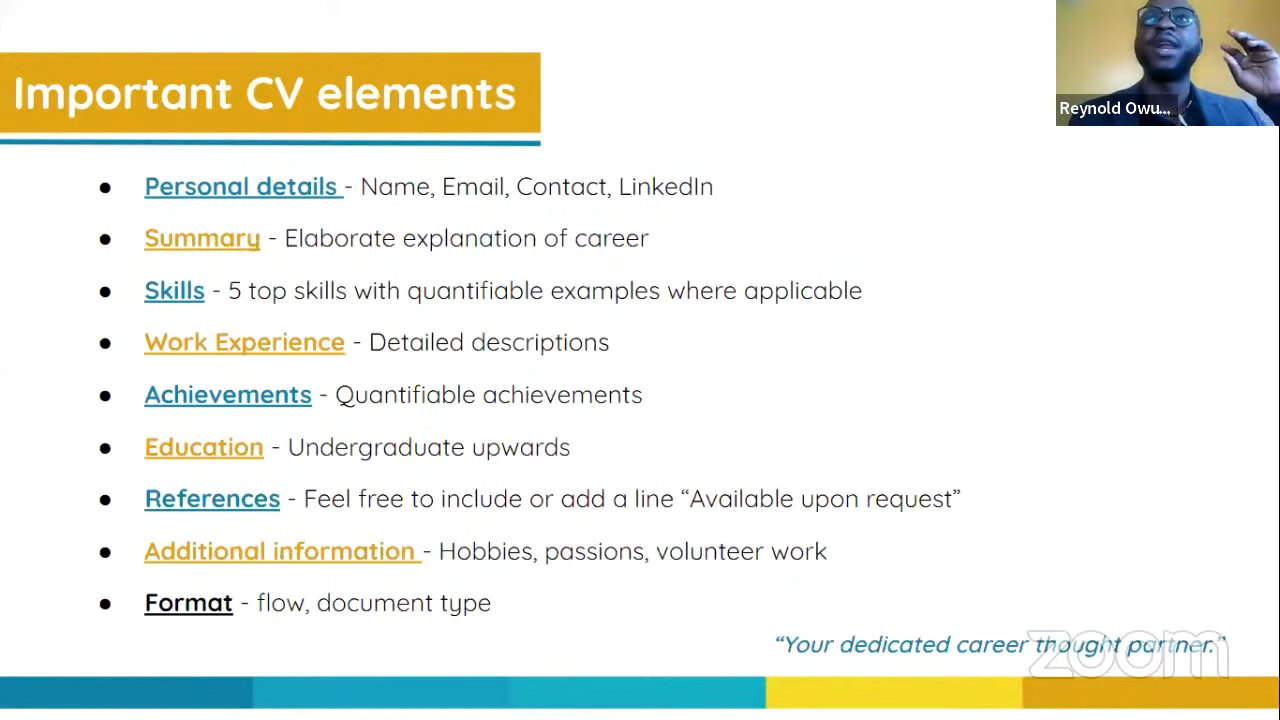 Important CV elements
Reynold Owu...
● Personal details - Name, Email, Contact, LinkedIn
● Summary - Elaborate explanation of career
● Skills - 5 top skills with quantifiable examples where applicable
● Work Experience - Detailed descriptions
● Achievements - Quantifiable achievements
● Education - Undergraduate upwards
● References - Feel free to include or add a line “Available upon request”
● Additional information - Hobbies, passions, volunteer work
● Format - flow, document type
“Your dedicated career thought partner.”
zoom